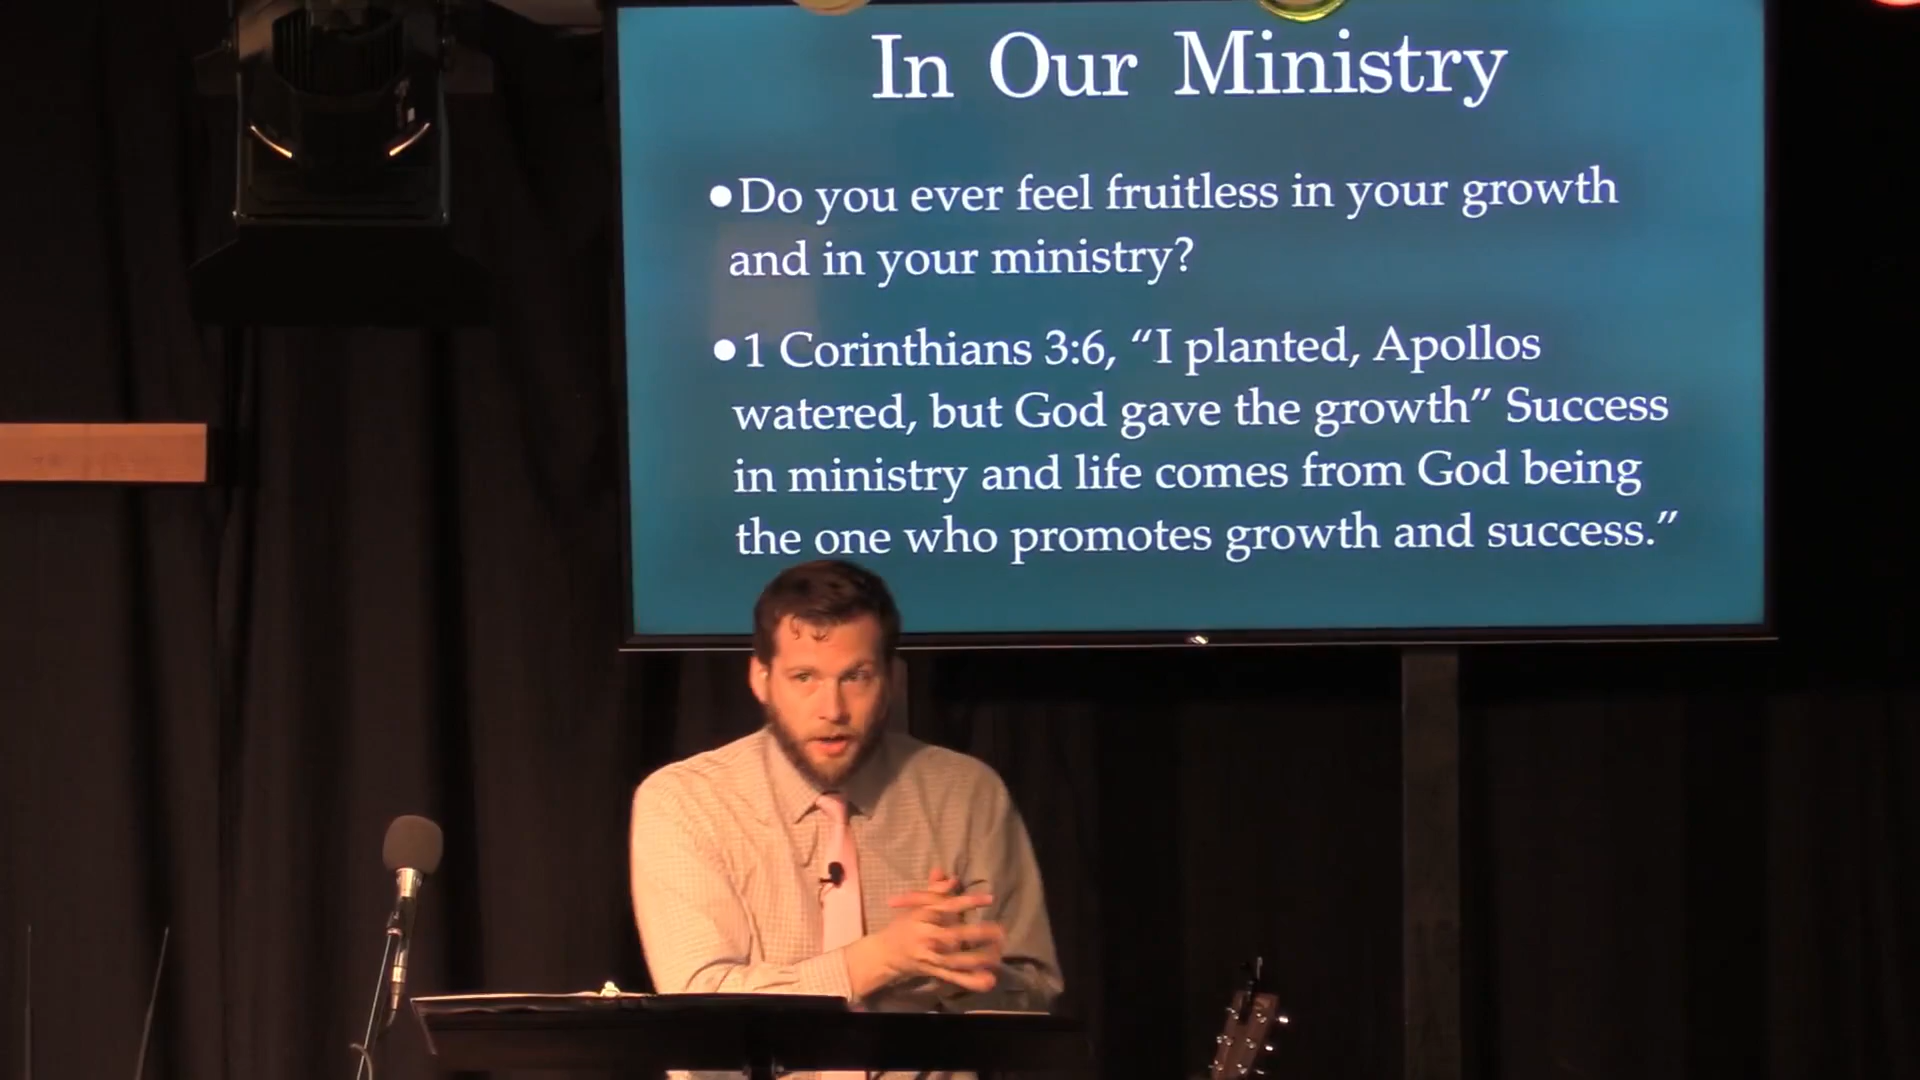 In Our Ministry
•Do you ever feel fruitless in your growth
and in your ministry?
•1 Corinthians 3:6, “I planted, Apollos
watered, but God gave the growth” Success
in ministry and life comes from God being
the one who promotes growth and success.”